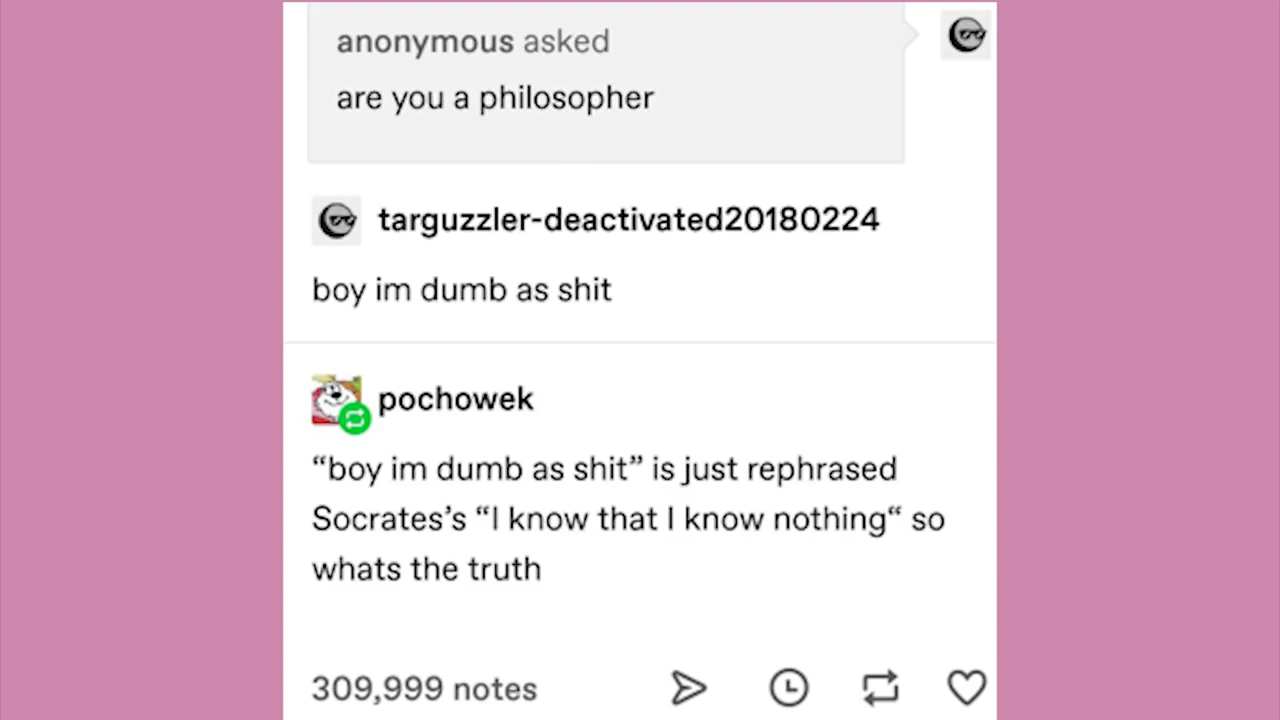 anonymous asked
are you a philosopher
targuzzler-deactivated20180224
boy im dumb as shit
pochowek
“boy im dumb as shit” is just rephrased
Socrates’s “I know that I know nothing“ so
whats the truth
309,999 notes